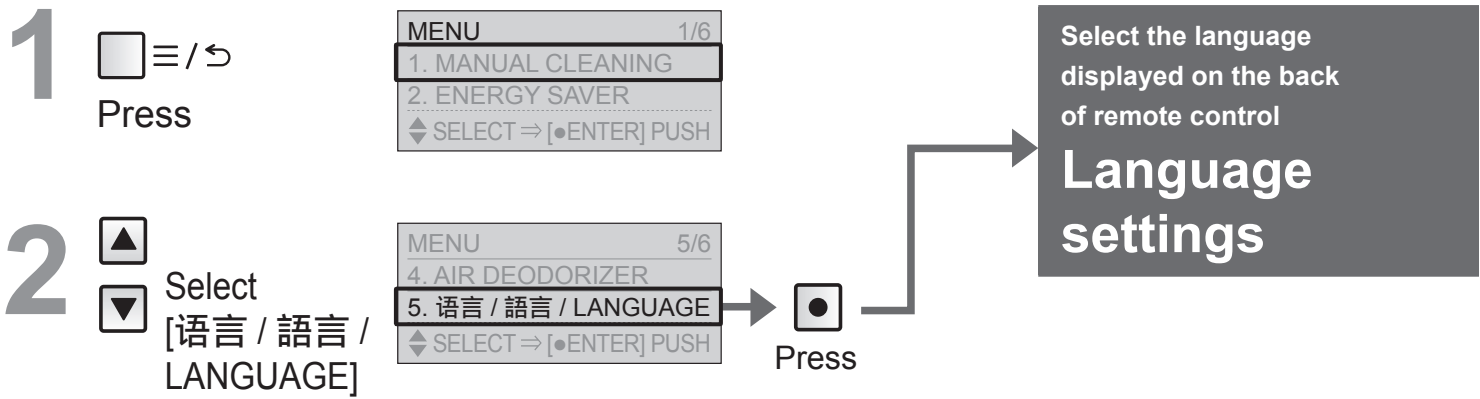 1
≡/⮌
Press
MENU 1/6
1. MANUAL CLEANING
2. ENERGY SAVER
SELECT⇒[●ENTER] PUSH
2
Select
[语言 / 語言 /
LANGUAGE]
MENU 5/6
4. AIR DEODORIZER
5. 语言 / 語言 / LANGUAGE
SELECT⇒[●ENTER] PUSH
Press
Select the language
displayed on the back
of remote control
Language
settings